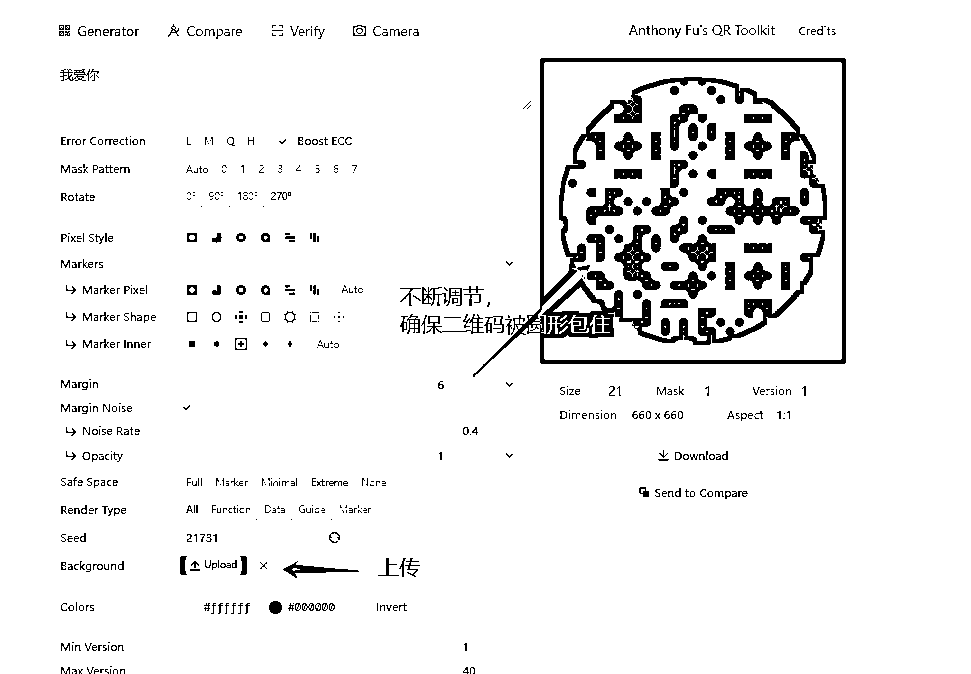 Generator Compare Verify Camera Anthony Fu's QR Toolkit Credits
我爱你
Error Correction L M Q H Boost ECC
Mask Pattern Auto 0 1 2 3 4 5 6 7
Rotate 0° 90° 180° 270°
Pixel Style
Markers
Marker Pixel Auto
Marker Shape
Marker Inner Auto
不断调节，
确保二维码被圆形包住
Margin 6
Margin Noise
Noise Rate 0.4
Opacity 1
Safe Space Full Marker Minimal Extreme None
Render Type All Function Data Guide Marker
Seed 21731
Background Upload × 上传
Colors #ffffff #000000 Invert
Min Version 1
Max Version 40
Size 21 Mask 1 Version 1
Dimension 660 x 660 Aspect 1:1
Download
Send to Compare